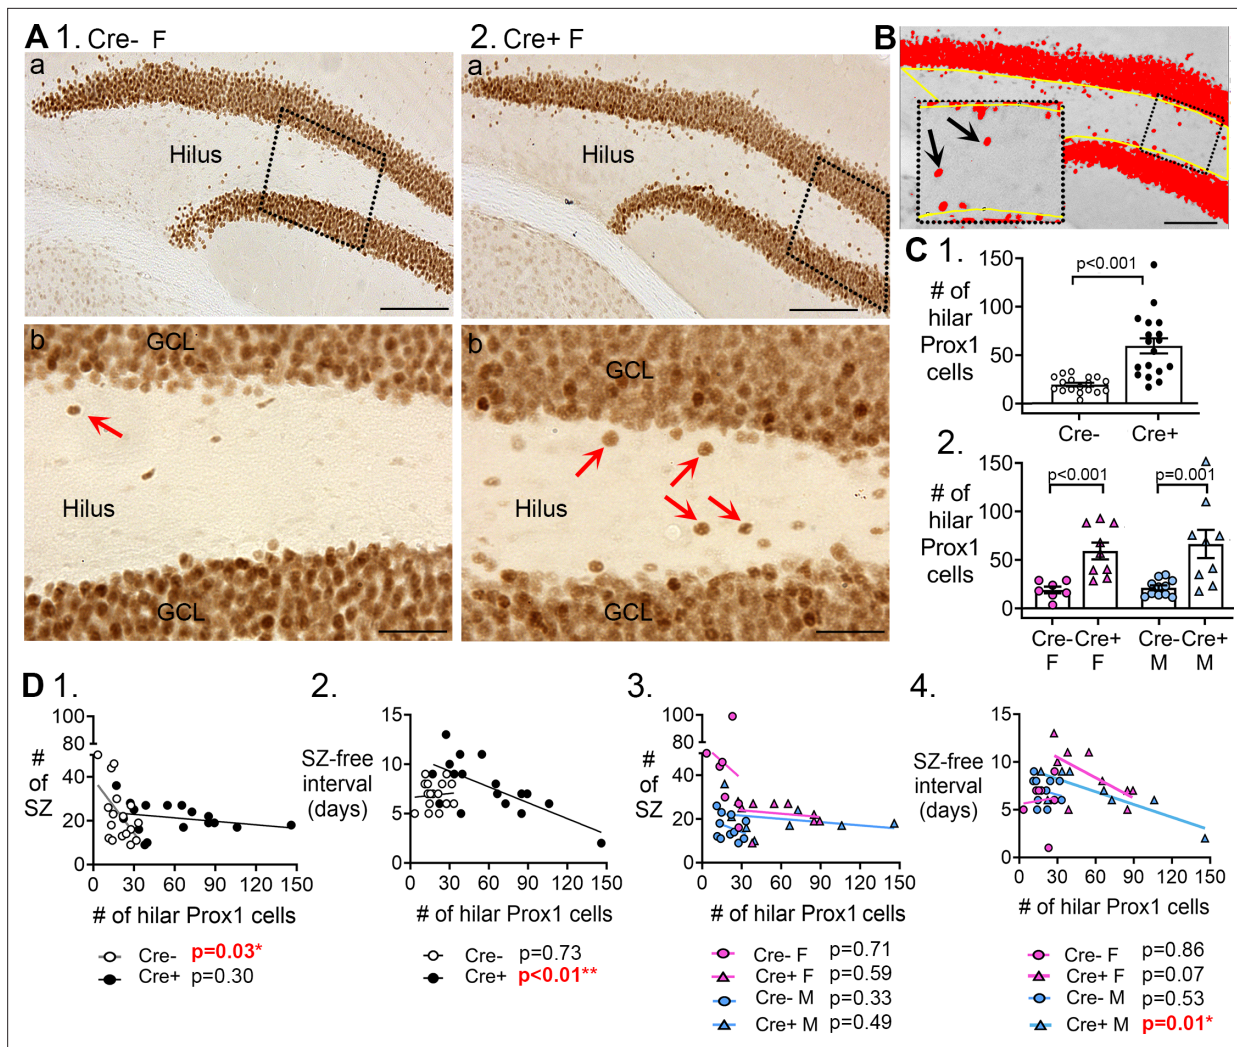 A 1. Cre- F
2. Cre+ F
B
a
Hilus
a
Hilus
b
GCL
Hilus
GCL
b
GCL
Hilus
GCL
C 1.
# of
hilar
Prox1
cells
150
100
50
0
p<0.001
Cre-
Cre+
2.
# of
hilar
Prox1
cells
150
100
50
0
p<0.001
p=0.001
Cre- Cre+ Cre- Cre+
F F M M
D 1.
#
of
SZ
100
80
40
20
0
0 30 60 90 120 150
# of hilar Prox1 cells
Cre- p=0.03*
Cre+ p=0.30
2.
SZ-free
interval
(days)
15
10
5
0
0 30 60 90 120 150
# of hilar Prox1 cells
Cre- p=0.73
Cre+ p<0.01**
3.
#
of
SZ
100
80
40
20
0
0 30 60 90 120 150
# of hilar Prox1 cells
Cre- F p=0.71
Cre+ F p=0.59
Cre- M p=0.33
Cre+ M p=0.49
4.
SZ-free
interval
(days)
15
10
5
0
0 30 60 90 120 150
# of hilar Prox1 cells
Cre- F p=0.86
Cre+ F p=0.07
Cre- M p=0.53
Cre+ M p=0.01*